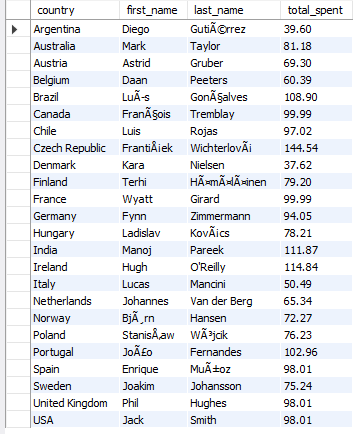 country first_name last_name total_spent
Argentina Diego GutiÃ©rrez 39.60
Australia Mark Taylor 81.18
Austria Astrid Gruber 69.30
Belgium Daan Peeters 60.39
Brazil LuÃ-s GonÃ§alves 108.90
Canada FranÃ§ois Tremblay 99.99
Chile Luis Rojas 97.02
Czech Republic FrantiÅ¡ek WichterlovÃ¡ 144.54
Denmark Kara Nielsen 37.62
Finland Terhi HÃ¤mÃ¤lÃ¤inen 79.20
France Wyatt Girard 99.99
Germany Fynn Zimmermann 94.05
Hungary Ladislav KovÃ¡cs 78.21
India Manoj Pareek 111.87
Ireland Hugh O'Reilly 114.84
Italy Lucas Mancini 50.49
Netherlands Johannes Van der Berg 65.34
Norway BjÃ¸rn Hansen 72.27
Poland StanisÅ‚aw WÃ³jcik 76.23
Portugal JoÃ£o Fernandes 102.96
Spain Enrique MuÃ±oz 98.01
Sweden Joakim Johansson 75.24
United Kingdom Phil Hughes 98.01
USA Jack Smith 98.01